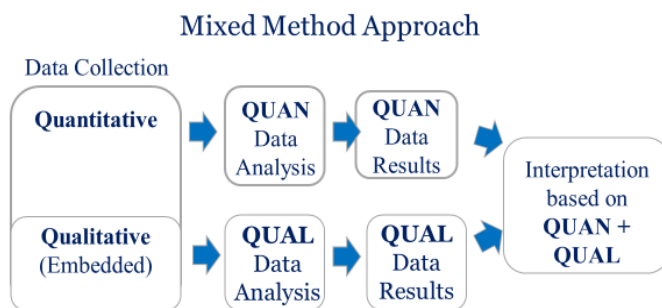 Mixed Method Approach
Data Collection
Quantitative
QUAN
Data
Analysis
QUAN
Data
Results
Qualitative
(Embedded)
QUAL
Data
Analysis
QUAL
Data
Results
Interpretation
based on
QUAN +
QUAL